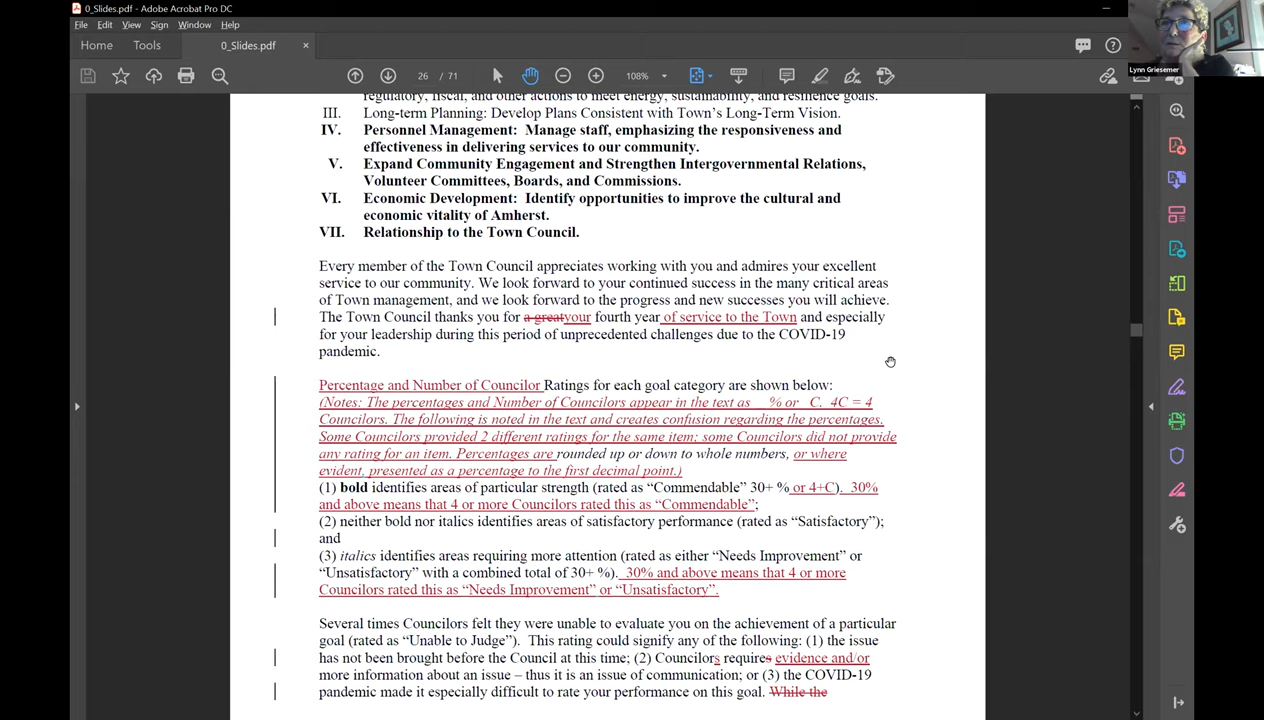 0_Slides.pdf - Adobe Acrobat Pro DC
File Edit View Sign Window Help
Home Tools 0_Slides.pdf ×
26 / 71 108%
Lynn Griesemer
regulatory, fiscal, and other actions to meet energy, sustainability, and resilience goals.
III. Long-term Planning: Develop Plans Consistent with Town's Long-Term Vision.
IV. Personnel Management: Manage staff, emphasizing the responsiveness and
effectiveness in delivering services to our community.
V. Expand Community Engagement and Strengthen Intergovernmental Relations,
Volunteer Committees, Boards, and Commissions.
VI. Economic Development: Identify opportunities to improve the cultural and
economic vitality of Amherst.
VII. Relationship to the Town Council.
Every member of the Town Council appreciates working with you and admires your excellent
service to our community. We look forward to your continued success in the many critical areas
of Town management, and we look forward to the progress and new successes you will achieve.
The Town Council thanks you for a greatyour fourth year of service to the Town and especially
for your leadership during this period of unprecedented challenges due to the COVID-19
pandemic.
Percentage and Number of Councilor Ratings for each goal category are shown below:
(Notes: The percentages and Number of Councilors appear in the text as __% or _C. 4C = 4
Councilors. The following is noted in the text and creates confusion regarding the percentages.
Some Councilors provided 2 different ratings for the same item; some Councilors did not provide
any rating for an item. Percentages are rounded up or down to whole numbers, or where
evident, presented as a percentage to the first decimal point.)
(1) bold identifies areas of particular strength (rated as “Commendable” 30+ % or 4+C). 30%
and above means that 4 or more Councilors rated this as “Commendable”;
(2) neither bold nor italics identifies areas of satisfactory performance (rated as “Satisfactory”);
and
(3) italics identifies areas requiring more attention (rated as either “Needs Improvement” or
“Unsatisfactory” with a combined total of 30+ %). 30% and above means that 4 or more
Councilors rated this as “Needs Improvement” or “Unsatisfactory”.
Several times Councilors felt they were unable to evaluate you on the achievement of a particular
goal (rated as “Unable to Judge”). This rating could signify any of the following: (1) the issue
has not been brought before the Council at this time; (2) Councilors requires evidence and/or
more information about an issue – thus it is an issue of communication; or (3) the COVID-19
pandemic made it especially difficult to rate your performance on this goal. While the